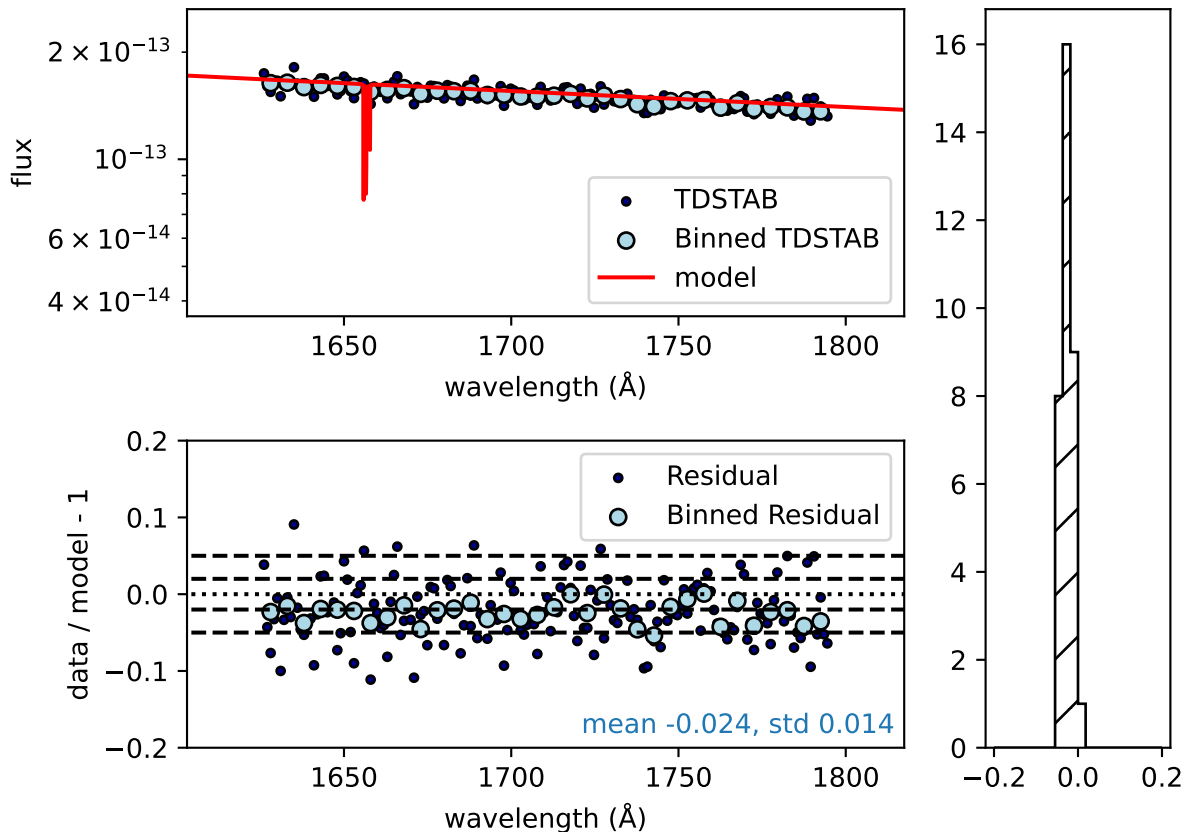 2 × 10⁻¹³
10⁻¹³
6 × 10⁻¹⁴
4 × 10⁻¹⁴
flux
TDSTAB
Binned TDSTAB
model
1650 1700 1750 1800
wavelength (Å)
0.2
0.1
0.0
−0.1
−0.2
data / model - 1
Residual
Binned Residual
mean -0.024, std 0.014
1650 1700 1750 1800
wavelength (Å)
16
14
12
10
8
6
4
2
0
−0.2 0.0 0.2